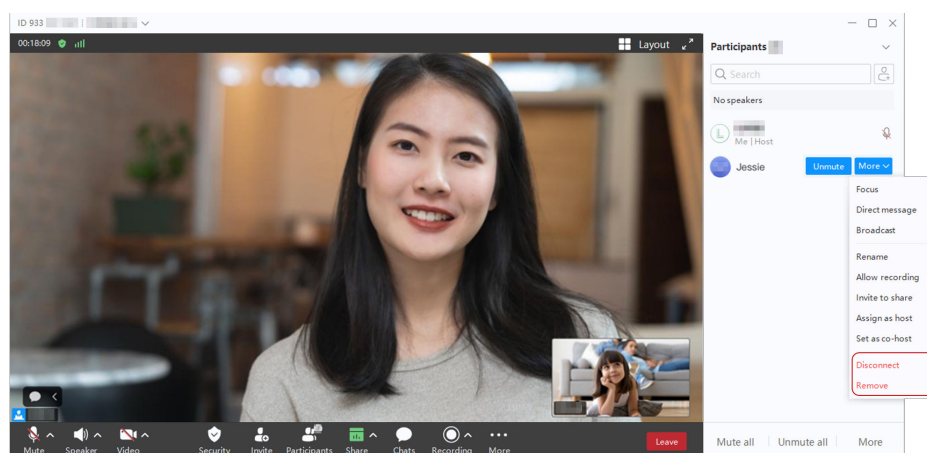 ID 933
00:18:09
Layout
Participants
Search
No speakers
L
Me | Host
Jessie
Unmute
More
Focus
Direct message
Broadcast
Rename
Allow recording
Invite to share
Assign as host
Set as co-host
Disconnect
Remove
Mute
Speaker
Video
Security
Invite
Participants
Share
Chats
Recording
More
Leave
Mute all
Unmute all
More